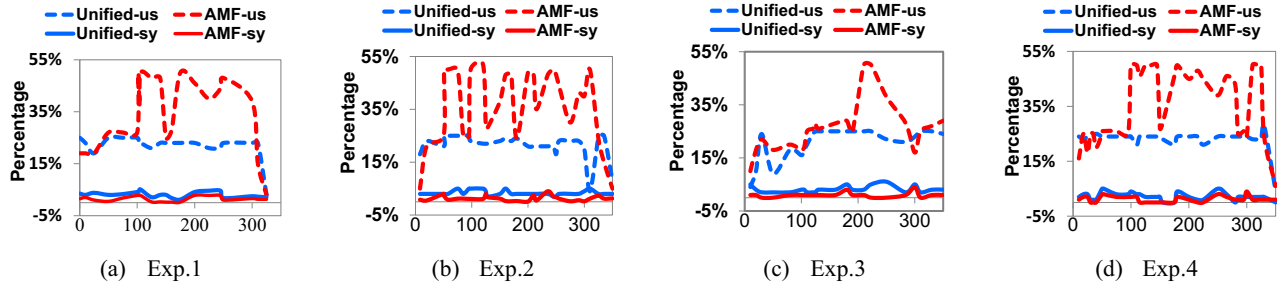 Unified-us AMF-us
Unified-sy AMF-sy
55%
35%
15%
-5%
Percentage
0 100 200 300
(a) Exp.1
Unified-us AMF-us
Unified-sy AMF-sy
55%
35%
15%
-5%
Percentage
0 100 200 300
(b) Exp.2
Unified-us AMF-us
Unified-sy AMF-sy
55%
35%
15%
-5%
Percentage
0 100 200 300
(c) Exp.3
Unified-us AMF-us
Unified-sy AMF-sy
55%
35%
15%
-5%
Percentage
0 100 200 300
(d) Exp.4